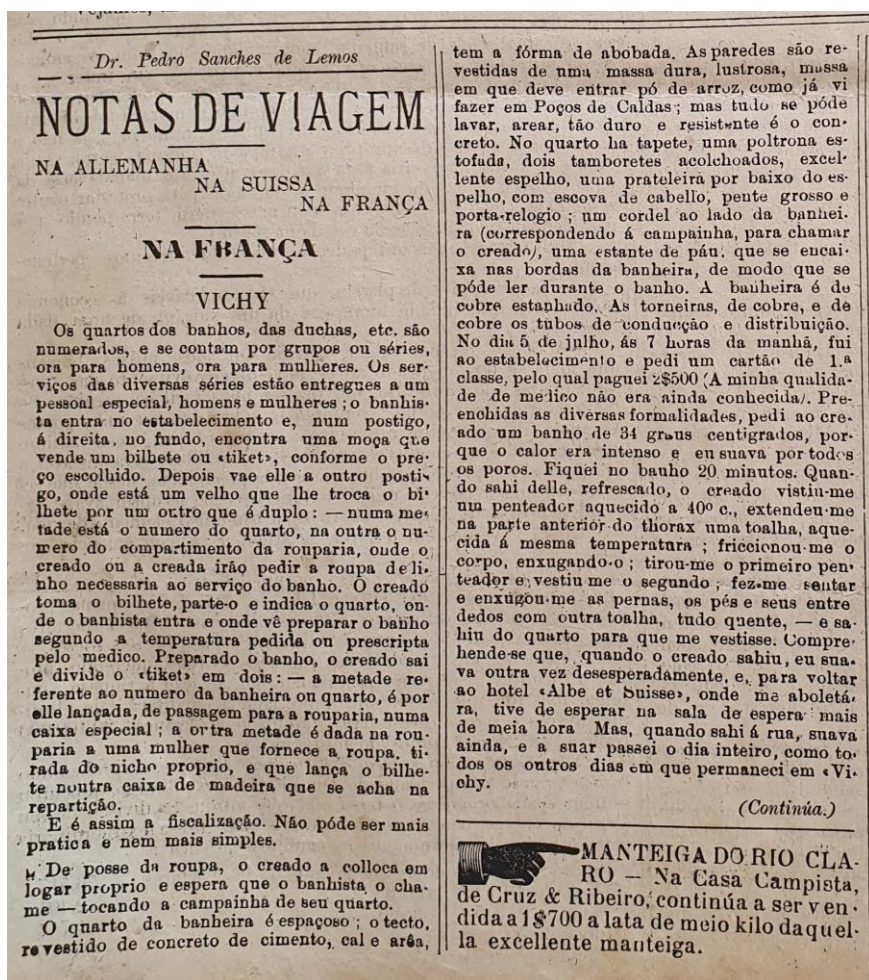 Dr. Pedro Sanches de Lemos
NOTAS DE VIAGEM
NA ALLEMANHA
NA SUISSA
NA FRANÇA
NA FRANÇA
VICHY
Os quartos dos banhos, das duchas, etc. são
numerados, e se contam por grupos ou séries,
ora para homens, ora para mulheres. Os ser-
viços das diversas séries estão entregues a um
pessoal especial, homens e mulheres ; o banhis-
ta entra no estabelecimento e, num postigo,
á direita, no fundo, encontra uma moça que
vende um bilhete ou «tiket», conforme o pre-
ço escolhido. Depois vae elle a outro posti-
go, onde está um velho que lhe troca o bi-
lhete por um outro que é duplo : — numa me-
tade está o numero do quarto, na outra o nu-
mero do compartimento da rouparia, onde o
creado ou a creada irão pedir a roupa de li-
nho necessaria ao serviço do banho. O creado
toma o bilhete, parte-o e indica o quarto, on-
de o banhista entra e onde vê preparar o banho
segundo a temperatura pedida ou prescripta
pelo medico. Preparado o banho, o creado sai
e divide o «tiket» em dois : — a metade re-
ferente ao numero da banheira ou quarto, é por
elle lançada, de passagem para a rouparia, numa
caixa especial ; a ortra metade é dada na rou-
paria a uma mulher que fornece a roupa, ti-
rada do nicho proprio, e que lança o bilhe-
te noutra caixa de madeira que se acha na
repartição.
E é assim a fiscalização. Não póde ser mais
pratica e nem mais simples.
De posse da roupa, o creado a colloca em
logar proprio e espera que o banhista o cha-
me — tocando a campainha de seu quarto.
O quarto da banheira é espaçoso ; o tecto,
revestido de concreto de cimento, cal e arêa,
tem a fórma de abobada. As paredes são re-
vestidas de uma massa dura, lustrosa, massa
em que deve entrar pó de arroz, como já vi
fazer em Poços de Caldas ; mas tudo se póde
lavar, arear, tão duro e resistente é o con-
creto. No quarto ha tapete, uma poltrona es-
tofada, dois tamboretes acolchoados, excel-
lente espelho, uma prateleira por baixo do es-
pelho, com escova de cabello, pente grosso e
porta-relogio ; um cordel ao lado da banhei-
ra (correspondendo á campainha, para chamar
o creado), uma estante de páu, que se encai-
xa nas bordas da banheira, de modo que se
póde ler durante o banho. A banheira é de
cobre estanhado. As torneiras, de cobre, e de
cobre os tubos de conducção e distribuição.
No dia 5 de julho, ás 7 horas da manhã, fui
ao estabelecimento e pedi um cartão de 1.ª
classe, pelo qual paguei 2$500 (A minha qualida-
de de medico não era ainda conhecida). Pre-
enchidas as diversas formalidades, pedi ao cre-
ado um banho de 34 graus centigrados, por-
que o calor era intenso e eu suava por todos
os poros. Fiquei no banho 20 minutos. Quan-
do sahi delle, refrescado, o creado vistiu-me
um penteador aquecido a 40º c., extendeu-me
na parte anterior do thorax uma toalha, aque-
cida á mesma temperatura ; friccionou-me o
corpo, enxugando-o ; tirou-me o primeiro pen-
teador e vestiu me o segundo ; fez-me sentar
e enxugou-me as pernas, os pés e seus entre
dedos com outra toalha, tudo quente, — e sa-
hiu do quarto para que me vestisse. Compre-
hende-se que, quando o creado sahiu, eu sua-
va outra vez desesperadamente, e, para voltar
ao hotel «Albe et Suisse», onde me aboletá-
ra, tive de esperar na sala de espera mais
de meia hora Mas, quando sahi á rua, suava
ainda, e a suar passei o dia inteiro, como to-
dos os outros dias em que permaneci em «Vi-
chy.
(Continúa.)
MANTEIGA DO RIO CLA-
RO — Na Casa Campista,
de Cruz & Ribeiro, continúa a ser ven-
dida a 1$700 a lata de meio kilo daquel-
la excellente manteiga.